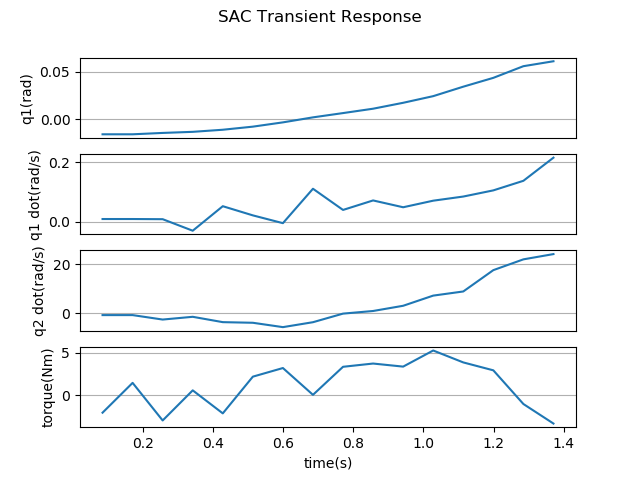 SAC Transient Response
q1(rad)
0.05
0.00
q1 dot(rad/s)
0.2
0.0
q2 dot(rad/s)
20
0
torque(Nm)
5
0
0.2 0.4 0.6 0.8 1.0 1.2 1.4
time(s)